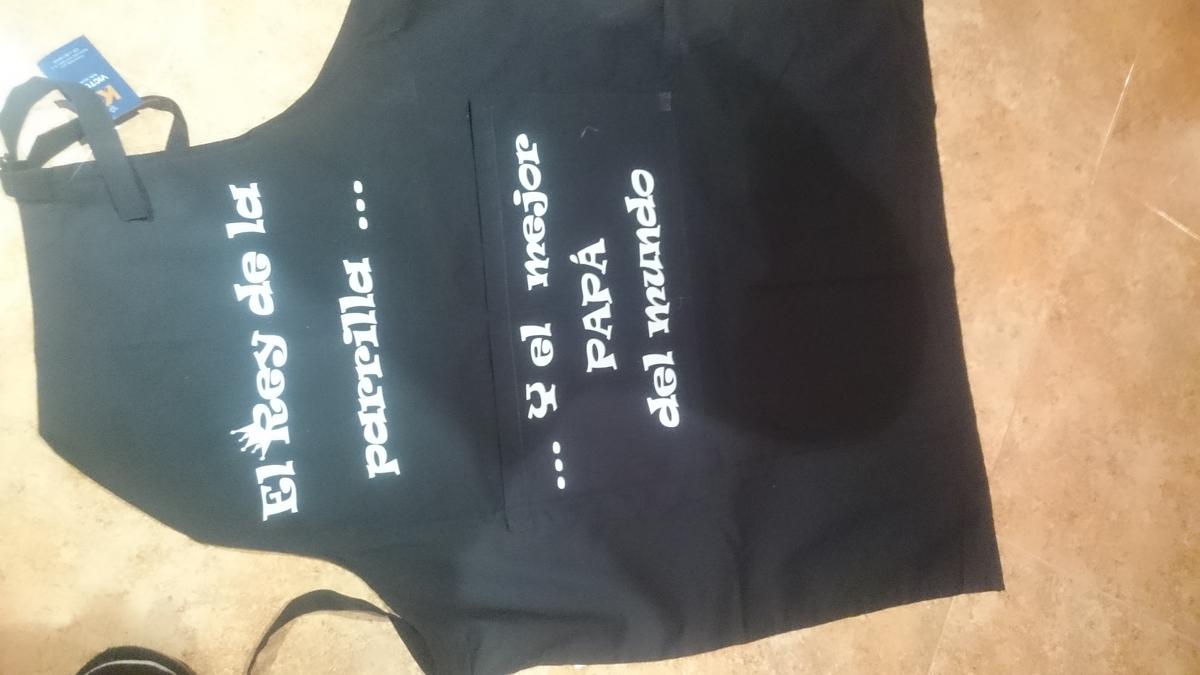 El Rey de la
parrilla ...
... Y el mejor
PAPÁ
del mundo
K